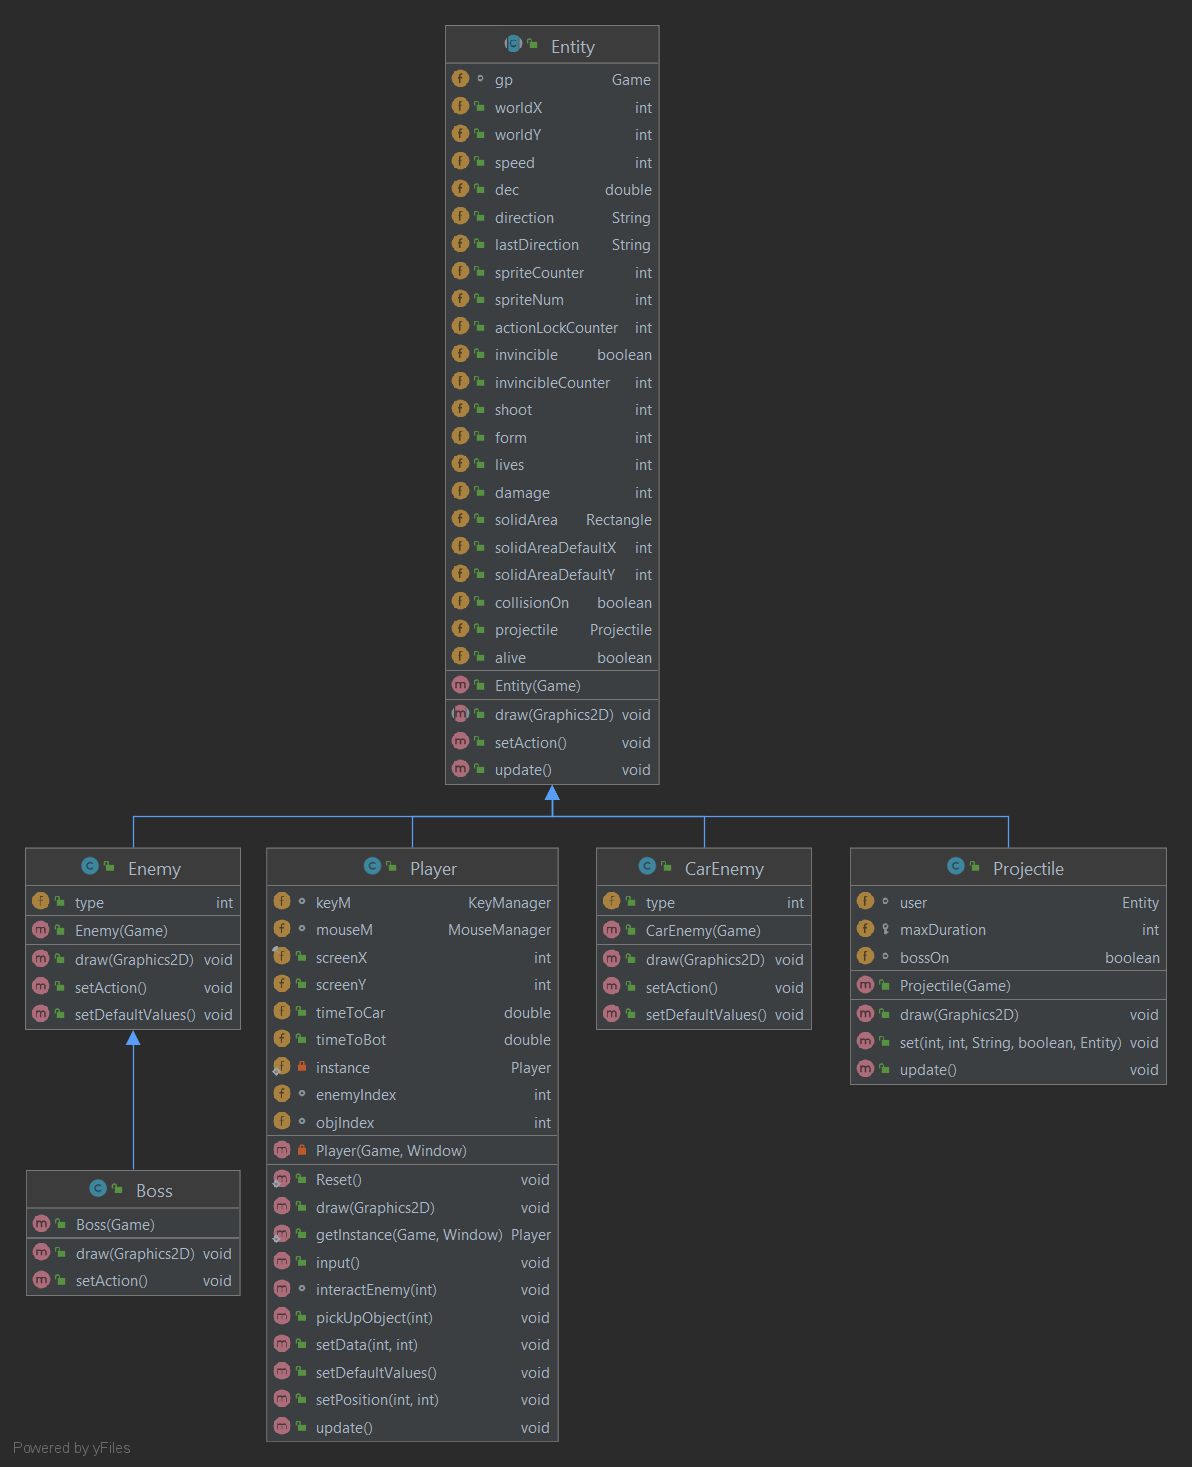 Entity
gp Game
worldX int
worldY int
speed int
dec double
direction String
lastDirection String
spriteCounter int
spriteNum int
actionLockCounter int
invincible boolean
invincibleCounter int
shoot int
form int
lives int
damage int
solidArea Rectangle
solidAreaDefaultX int
solidAreaDefaultY int
collisionOn boolean
projectile Projectile
alive boolean
Entity(Game)
draw(Graphics2D) void
setAction() void
update() void
Enemy
type int
Enemy(Game)
draw(Graphics2D) void
setAction() void
setDefaultValues() void
Player
keyM KeyManager
mouseM MouseManager
screenX int
screenY int
timeToCar double
timeToBot double
instance Player
enemyIndex int
objIndex int
Player(Game, Window)
Reset() void
draw(Graphics2D) void
getInstance(Game, Window) Player
input() void
interactEnemy(int) void
pickUpObject(int) void
setData(int, int) void
setDefaultValues() void
setPosition(int, int) void
update() void
CarEnemy
type int
CarEnemy(Game)
draw(Graphics2D) void
setAction() void
setDefaultValues() void
Projectile
user Entity
maxDuration int
bossOn boolean
Projectile(Game)
draw(Graphics2D) void
set(int, int, String, boolean, Entity) void
update() void
Boss
Boss(Game)
draw(Graphics2D) void
setAction() void
Powered by yFiles